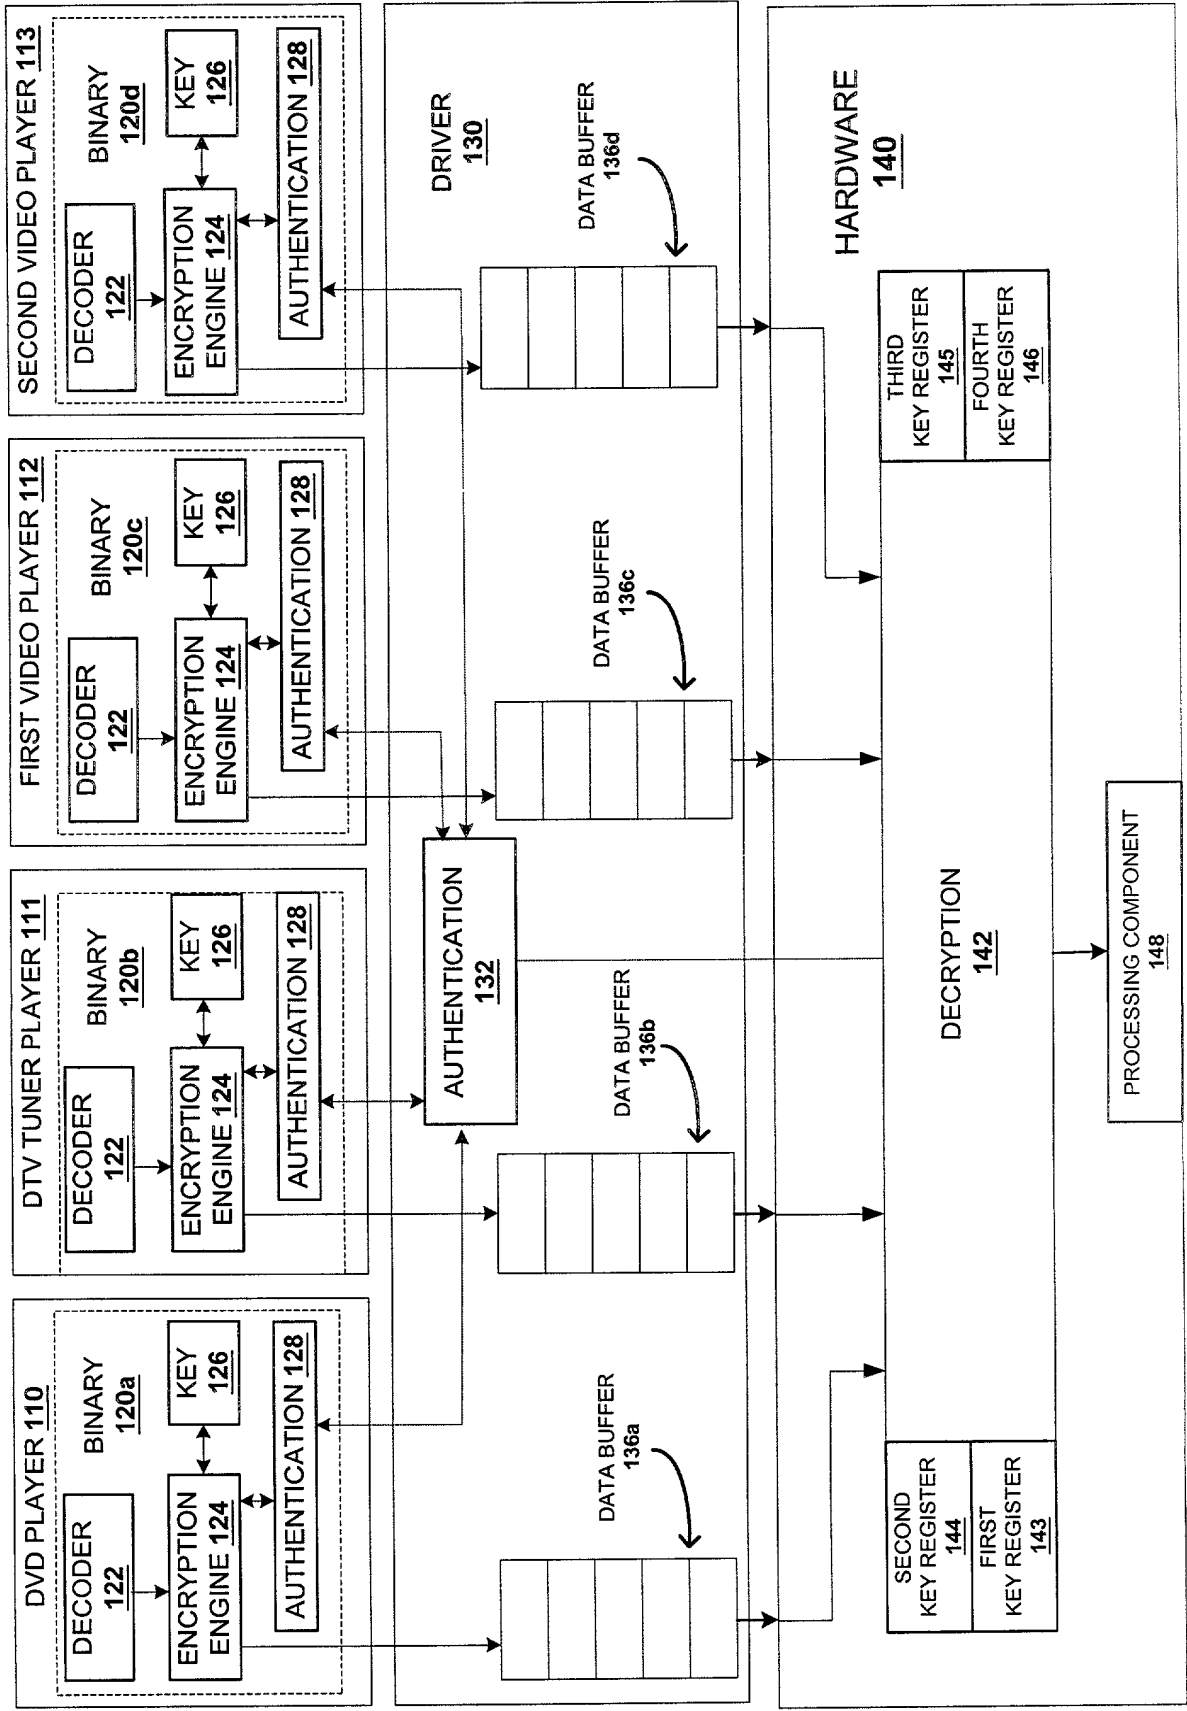 DVD PLAYER 110
BINARY
120a
DECODER
122
KEY
126
ENCRYPTION
ENGINE 124
AUTHENTICATION 128
DTV TUNER PLAYER 111
BINARY
120b
DECODER
122
KEY
126
ENCRYPTION
ENGINE 124
AUTHENTICATION 128
FIRST VIDEO PLAYER 112
BINARY
120c
DECODER
122
KEY
126
ENCRYPTION
ENGINE 124
AUTHENTICATION 128
SECOND VIDEO PLAYER 113
BINARY
120d
DECODER
122
KEY
126
ENCRYPTION
ENGINE 124
AUTHENTICATION 128
DRIVER
130
AUTHENTICATION
132
DATA BUFFER
136a
DATA BUFFER
136b
DATA BUFFER
136c
DATA BUFFER
136d
HARDWARE
140
SECOND
KEY REGISTER
144
FIRST
KEY REGISTER
143
DECRYPTION
142
THIRD
KEY REGISTER
145
FOURTH
KEY REGISTER
146
PROCESSING COMPONENT
148